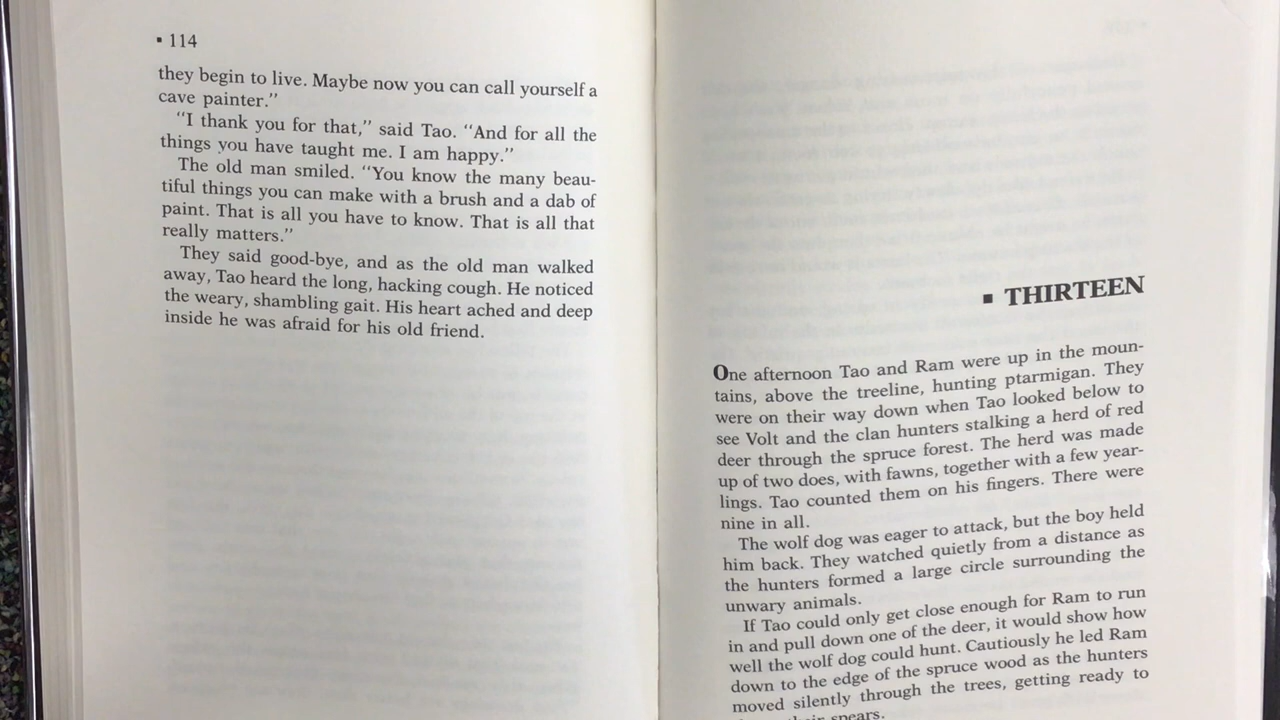 ▪ 114
they begin to live. Maybe now you can call yourself a
cave painter.”
“I thank you for that,” said Tao. “And for all the
things you have taught me. I am happy.”
The old man smiled. “You know the many beau-
tiful things you can make with a brush and a dab of
paint. That is all you have to know. That is all that
really matters.”
They said good-bye, and as the old man walked
away, Tao heard the long, hacking cough. He noticed
the weary, shambling gait. His heart ached and deep
inside he was afraid for his old friend.
▪ THIRTEEN
One afternoon Tao and Ram were up in the moun-
tains, above the treeline, hunting ptarmigan. They
were on their way down when Tao looked below to
see Volt and the clan hunters stalking a herd of red
deer through the spruce forest. The herd was made
up of two does, with fawns, together with a few year-
lings. Tao counted them on his fingers. There were
nine in all.
The wolf dog was eager to attack, but the boy held
him back. They watched quietly from a distance as
the hunters formed a large circle surrounding the
unwary animals.
If Tao could only get close enough for Ram to run
in and pull down one of the deer, it would show how
well the wolf dog could hunt. Cautiously he led Ram
down to the edge of the spruce wood as the hunters
moved silently through the trees, getting ready to
their spears.